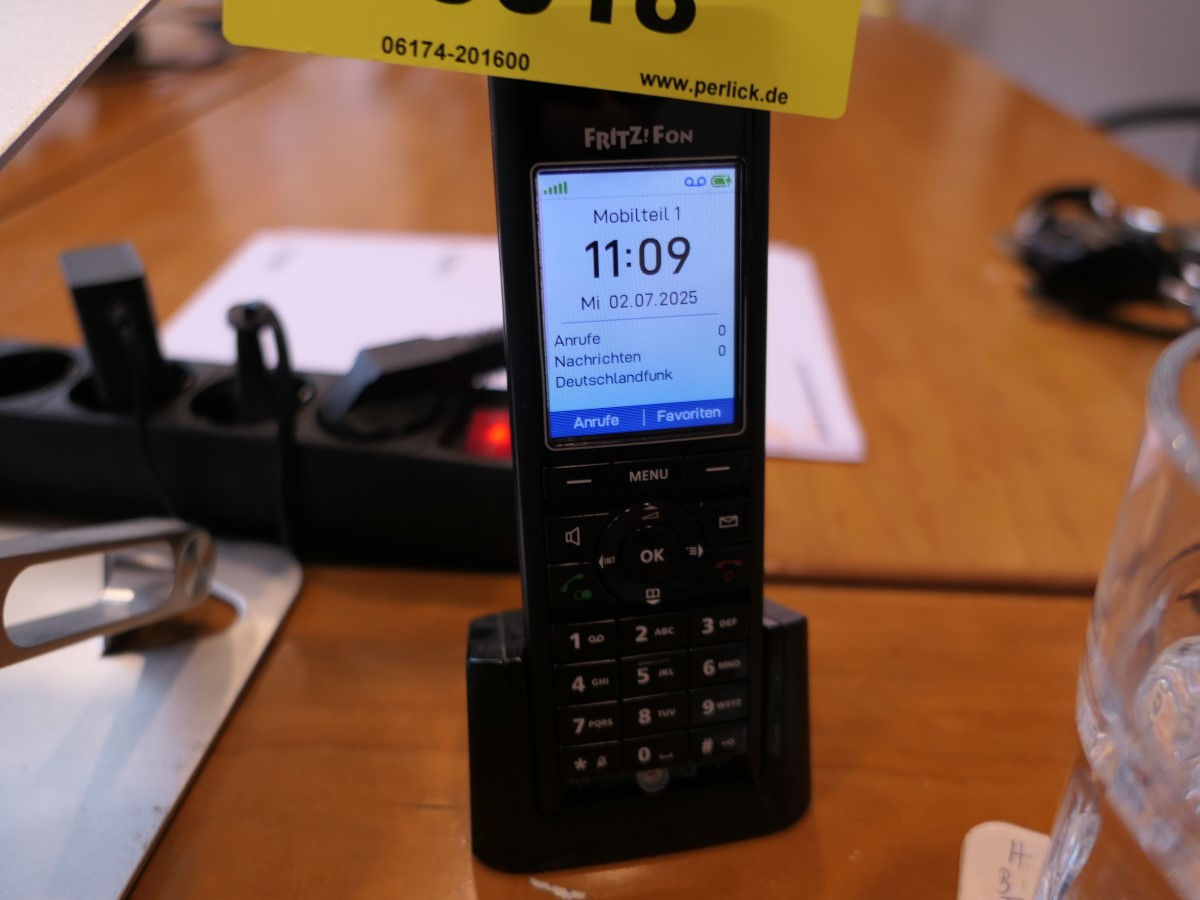 06174-201600
www.perlick.de
FRITZ!Fon
Mobilteil 1
11:09
Mi 02.07.2025
Anrufe 0
Nachrichten 0
Deutschlandfunk
Anrufe | Favoriten
MENU
INT OK
1 2 ABC 3 DEF
4 GHI 5 JKL 6 MNO
7 PQRS 8 TUV 9 WXYZ
* 0 #